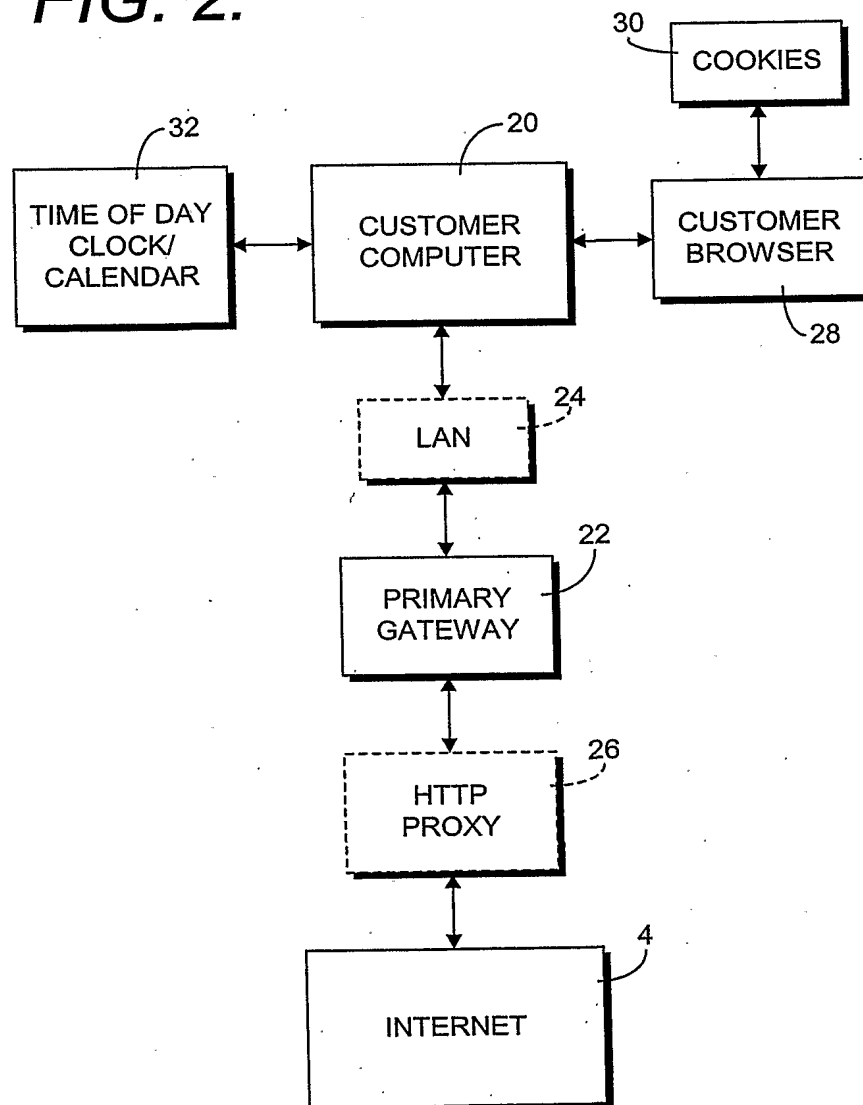 FIG. 2.
30
COOKIES
32
20
TIME OF DAY
CLOCK/
CALENDAR
CUSTOMER
COMPUTER
CUSTOMER
BROWSER
28
24
LAN
22
PRIMARY
GATEWAY
26
HTTP
PROXY
4
INTERNET